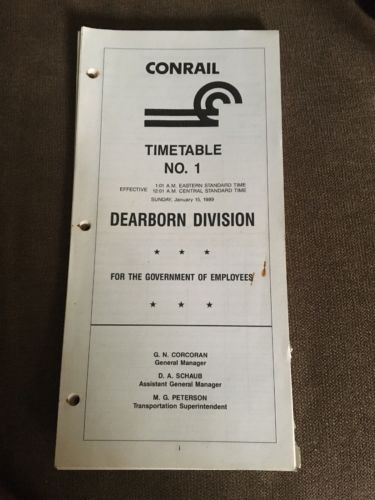 CONRAIL
TIMETABLE
NO. 1
EFFECTIVE 1:01 A.M. EASTERN STANDARD TIME
12:01 A.M. CENTRAL STANDARD TIME
SUNDAY, January 15, 1989
DEARBORN DIVISION
★ ★ ★
FOR THE GOVERNMENT OF EMPLOYEES
★ ★ ★
G. N. CORCORAN
General Manager
D. A. SCHAUB
Assistant General Manager
M. G. PETERSON
Transportation Superintendent
i